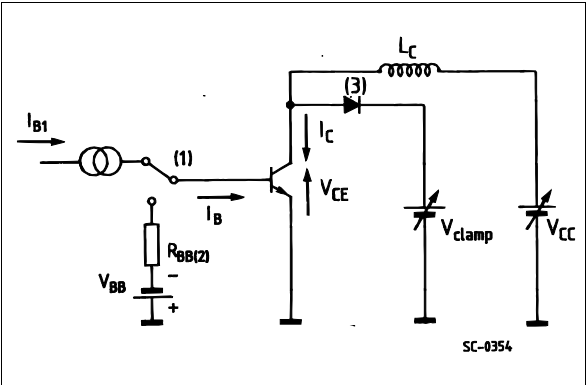 L_C
(3)
I_B1
(1)
I_C
V_CE
I_B
R_BB(2)
V_clamp
V_CC
V_BB
−
+
SC-0354